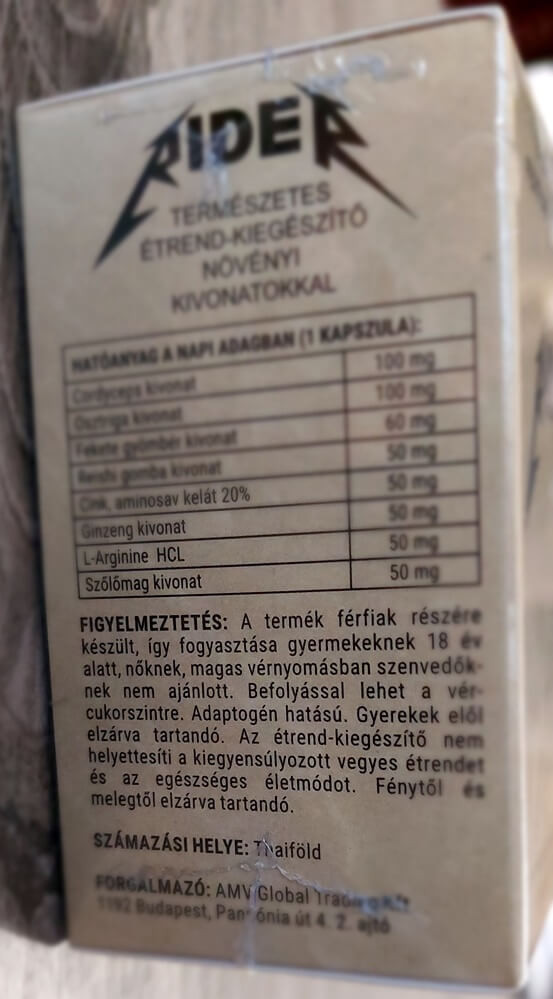 RIDER
TERMÉSZETES
ÉTREND-KIEGÉSZÍTŐ
NÖVÉNYI
KIVONATOKKAL
HATÓANYAG A NAPI ADAGBAN (1 KAPSZULA):
Cordyceps kivonat 100 mg
Osztriga kivonat 100 mg
Fekete gyömbér kivonat 60 mg
Reishi gomba kivonat 50 mg
Cink, aminosav kelát 20% 50 mg
Ginzeng kivonat 50 mg
L-Arginine HCL 50 mg
Szőlőmag kivonat 50 mg
FIGYELMEZTETÉS: A termék férfiak részére
készült, így fogyasztása gyermekeknek 18 év
alatt, nőknek, magas vérnyomásban szenvedők-
nek nem ajánlott. Befolyással lehet a vér-
cukorszintre. Adaptogén hatású. Gyerekek elől
elzárva tartandó. Az étrend-kiegészítő nem
helyettesíti a kiegyensúlyozott vegyes étrendet
és az egészséges életmódot. Fénytől és
melegtől elzárva tartandó.
SZÁMAZÁSI HELYE: Thaiföld
FORGALMAZÓ: AMV Global Trading Kft
1192 Budapest, Pannónia út 4. 2. ajtó